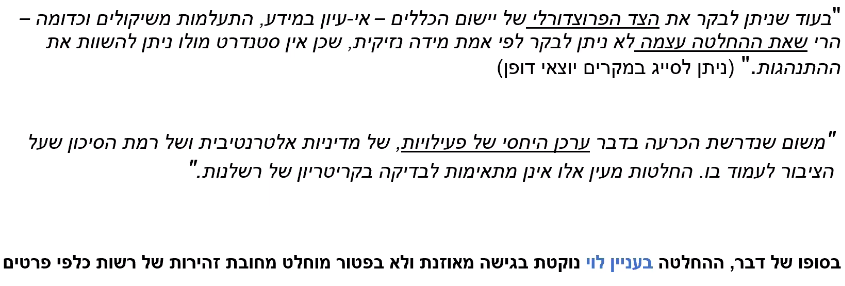 "בעוד שניתן לבקר את הצד הפרוצדורלי של יישום הכללים – אי-עיון במידע, התעלמות משיקולים וכדומה –
הרי שאת ההחלטה עצמה לא ניתן לבקר לפי אמת מידה נזיקית, שכן אין סטנדרט מולו ניתן להשוות את
ההתנהגות." (ניתן לסייג במקרים יוצאי דופן)
"משום שנדרשת הכרעה בדבר ערכן היחסי של פעילויות, של מדיניות אלטרנטיבית ושל רמת הסיכון שעל
הציבור לעמוד בו. החלטות מעין אלו אינן מתאימות לבדיקה בקריטריון של רשלנות."
בסופו של דבר, ההחלטה בעניין לוי נוקטת בגישה מאוזנת ולא בפטור מוחלט מחובת זהירות של רשות כלפי פרטים